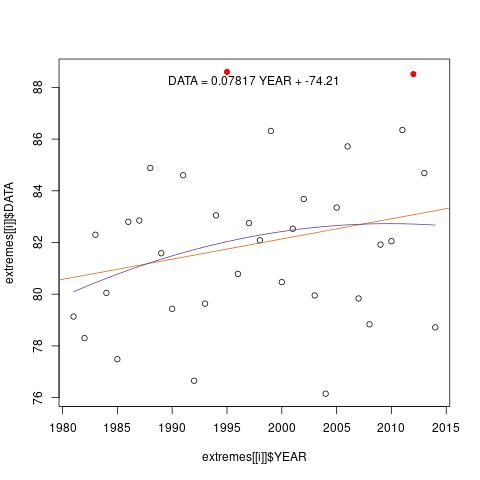 DATA = 0.07817 YEAR + -74.21
88
86
84
82
80
78
76
extremes[[i]]$DATA
1980 1985 1990 1995 2000 2005 2010 2015
extremes[[i]]$YEAR